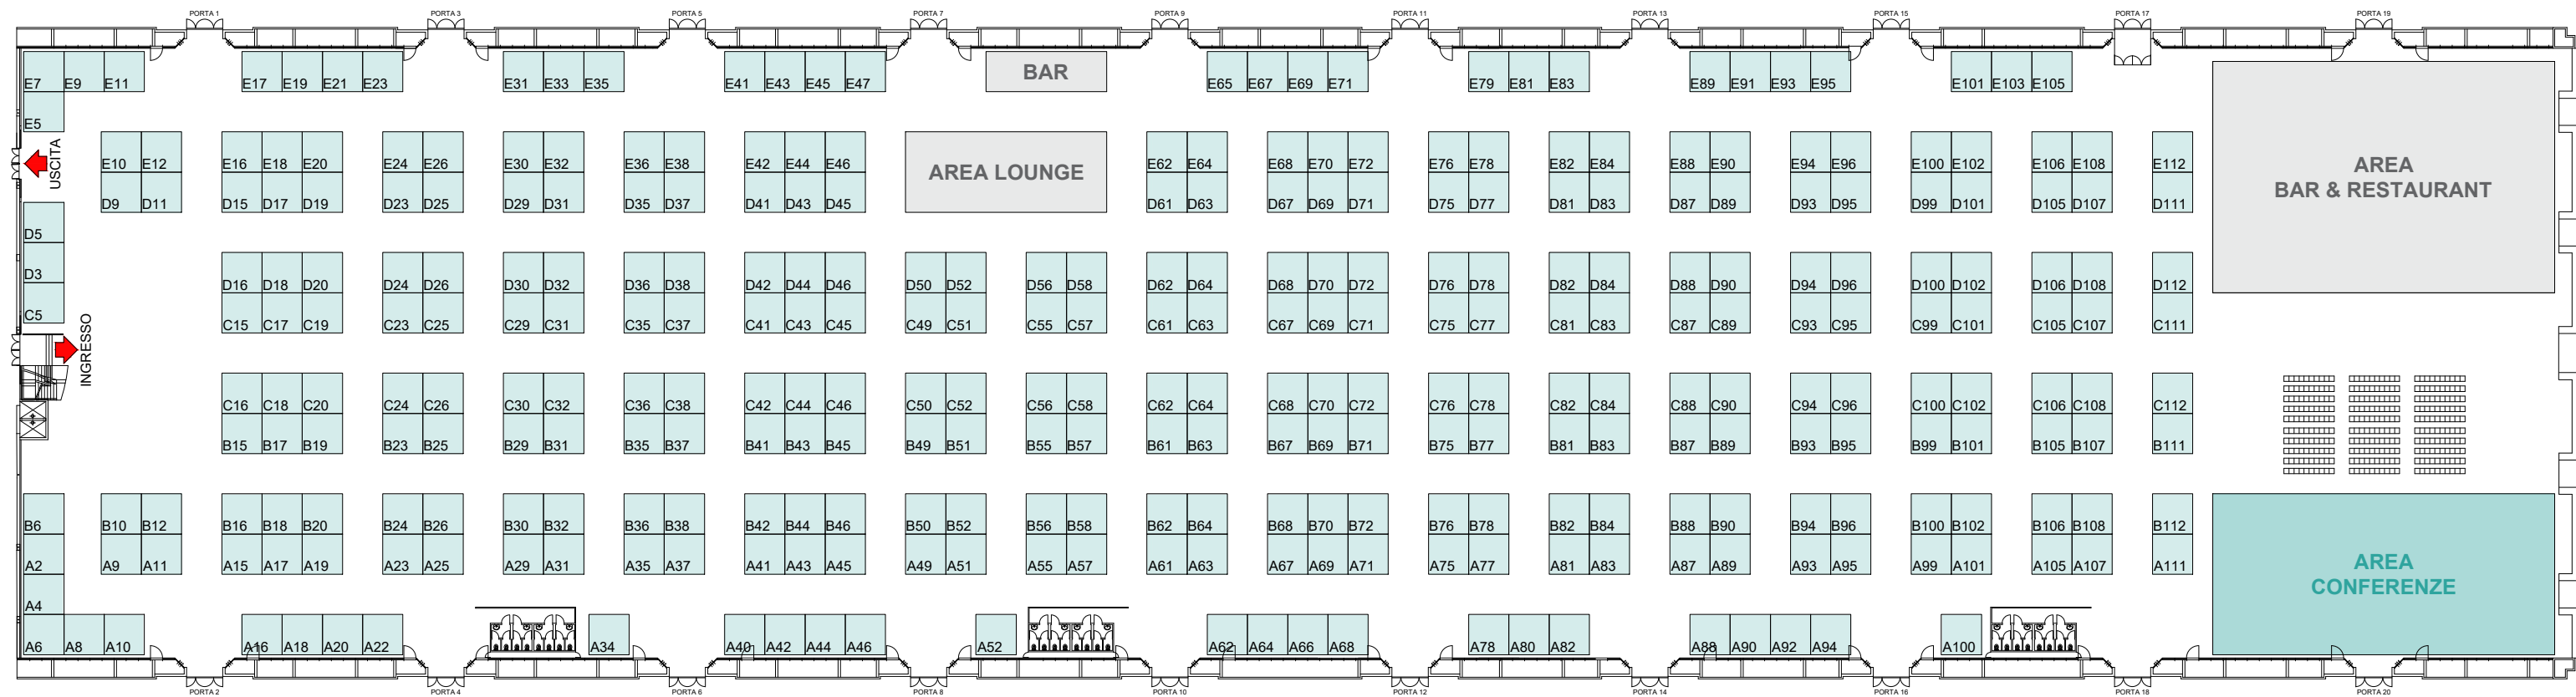 PORTA 1 PORTA 3 PORTA 5 PORTA 7 PORTA 9 PORTA 11 PORTA 13 PORTA 15 PORTA 17 PORTA 19
BAR
E7 E9 E11 E17 E19 E21 E23 E31 E33 E35 E41 E43 E45 E47 E65 E67 E69 E71 E79 E81 E83 E89 E91 E93 E95 E101 E103 E105
E5
USCITA
E10 E12 E16 E18 E20 E24 E26 E30 E32 E36 E38 E42 E44 E46 E62 E64 E68 E70 E72 E76 E78 E82 E84 E88 E90 E94 E96 E100 E102 E106 E108 E112
AREA LOUNGE
AREA
BAR & RESTAURANT
D9 D11 D15 D17 D19 D23 D25 D29 D31 D35 D37 D41 D43 D45 D61 D63 D67 D69 D71 D75 D77 D81 D83 D87 D89 D93 D95 D99 D101 D105 D107 D111
D5
D3
D16 D18 D20 D24 D26 D30 D32 D36 D38 D42 D44 D46 D50 D52 D56 D58 D62 D64 D68 D70 D72 D76 D78 D82 D84 D88 D90 D94 D96 D100 D102 D106 D108 D112
C5
C15 C17 C19 C23 C25 C29 C31 C35 C37 C41 C43 C45 C49 C51 C55 C57 C61 C63 C67 C69 C71 C75 C77 C81 C83 C87 C89 C93 C95 C99 C101 C105 C107 C111
INGRESSO
C16 C18 C20 C24 C26 C30 C32 C36 C38 C42 C44 C46 C50 C52 C56 C58 C62 C64 C68 C70 C72 C76 C78 C82 C84 C88 C90 C94 C96 C100 C102 C106 C108 C112
B15 B17 B19 B23 B25 B29 B31 B35 B37 B41 B43 B45 B49 B51 B55 B57 B61 B63 B67 B69 B71 B75 B77 B81 B83 B87 B89 B93 B95 B99 B101 B105 B107 B111
B6 B10 B12 B16 B18 B20 B24 B26 B30 B32 B36 B38 B42 B44 B46 B50 B52 B56 B58 B62 B64 B68 B70 B72 B76 B78 B82 B84 B88 B90 B94 B96 B100 B102 B106 B108 B112
A2 A9 A11 A15 A17 A19 A23 A25 A29 A31 A35 A37 A41 A43 A45 A49 A51 A55 A57 A61 A63 A67 A69 A71 A75 A77 A81 A83 A87 A89 A93 A95 A99 A101 A105 A107 A111
AREA
CONFERENZE
A4
A6 A8 A10 A16 A18 A20 A22 A34 A40 A42 A44 A46 A52 A62 A64 A66 A68 A78 A80 A82 A88 A90 A92 A94 A100
PORTA 2 PORTA 4 PORTA 6 PORTA 8 PORTA 10 PORTA 12 PORTA 14 PORTA 16 PORTA 18 PORTA 20